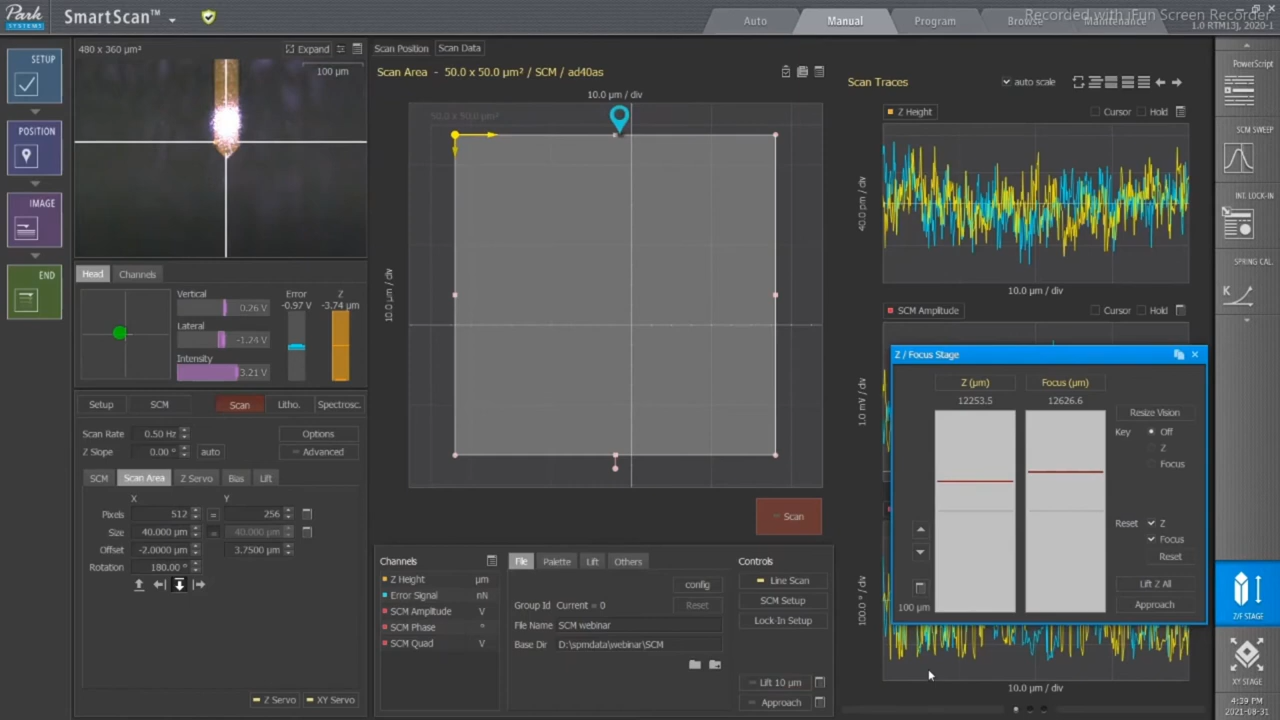 Park SYSTEMS
SmartScan™
Auto
Manual
Program
Browse
Maintenance
Recorded with iFun Screen Recorder
1.0 RTM13j, 2020-1
SETUP
POSITION
IMAGE
END
480 x 360 µm²
Expand
100 µm
Head
Channels
Vertical
0.26 V
Lateral
-1.24 V
Intensity
3.21 V
Error
-0.97 V
Z
-3.74 µm
Setup
SCM
Scan
Litho.
Spectrosc.
Scan Rate 0.50 Hz
Options
Z Slope 0.00 ° auto
Advanced
SCM
Scan Area
Z Servo
Bias
Lift
X Y
Pixels 512 = 256
Size 40.000 µm = 40.000 µm
Offset -2.0000 µm 3.7500 µm
Rotation 180.00 °
Z Servo
XY Servo
Scan Position
Scan Data
Scan Area - 50.0 x 50.0 µm² / SCM / ad40as
10.0 µm / div
50.0 x 50.0 µm²
10.0 µm / div
Scan
Channels
Z Height µm
Error Signal nN
SCM Amplitude V
SCM Phase °
SCM Quad V
File
Palette
Lift
Others
config
Group Id Current = 0
Reset
File Name SCM webinar
Base Dir D:\spmdata\webinar\SCM
Controls
Line Scan
SCM Setup
Lock-In Setup
Lift 10 µm
Approach
Scan Traces
auto scale
Z Height
Cursor
Hold
40.0 pm / div
10.0 µm / div
SCM Amplitude
Cursor
Hold
1.0 mV / div
Z / Focus Stage
Z (µm)
12253.5
Focus (µm)
12626.6
Resize Vision
Key Off
Z
Focus
Reset Z
Focus
Reset
Lift Z All
100 µm
Approach
100.0 ° / div
10.0 µm / div
PowerScript
SCM SWEEP
INT. LOCK-IN
SPRING CAL.
K
Z/F STAGE
XY STAGE
4:39 PM
2021-08-31